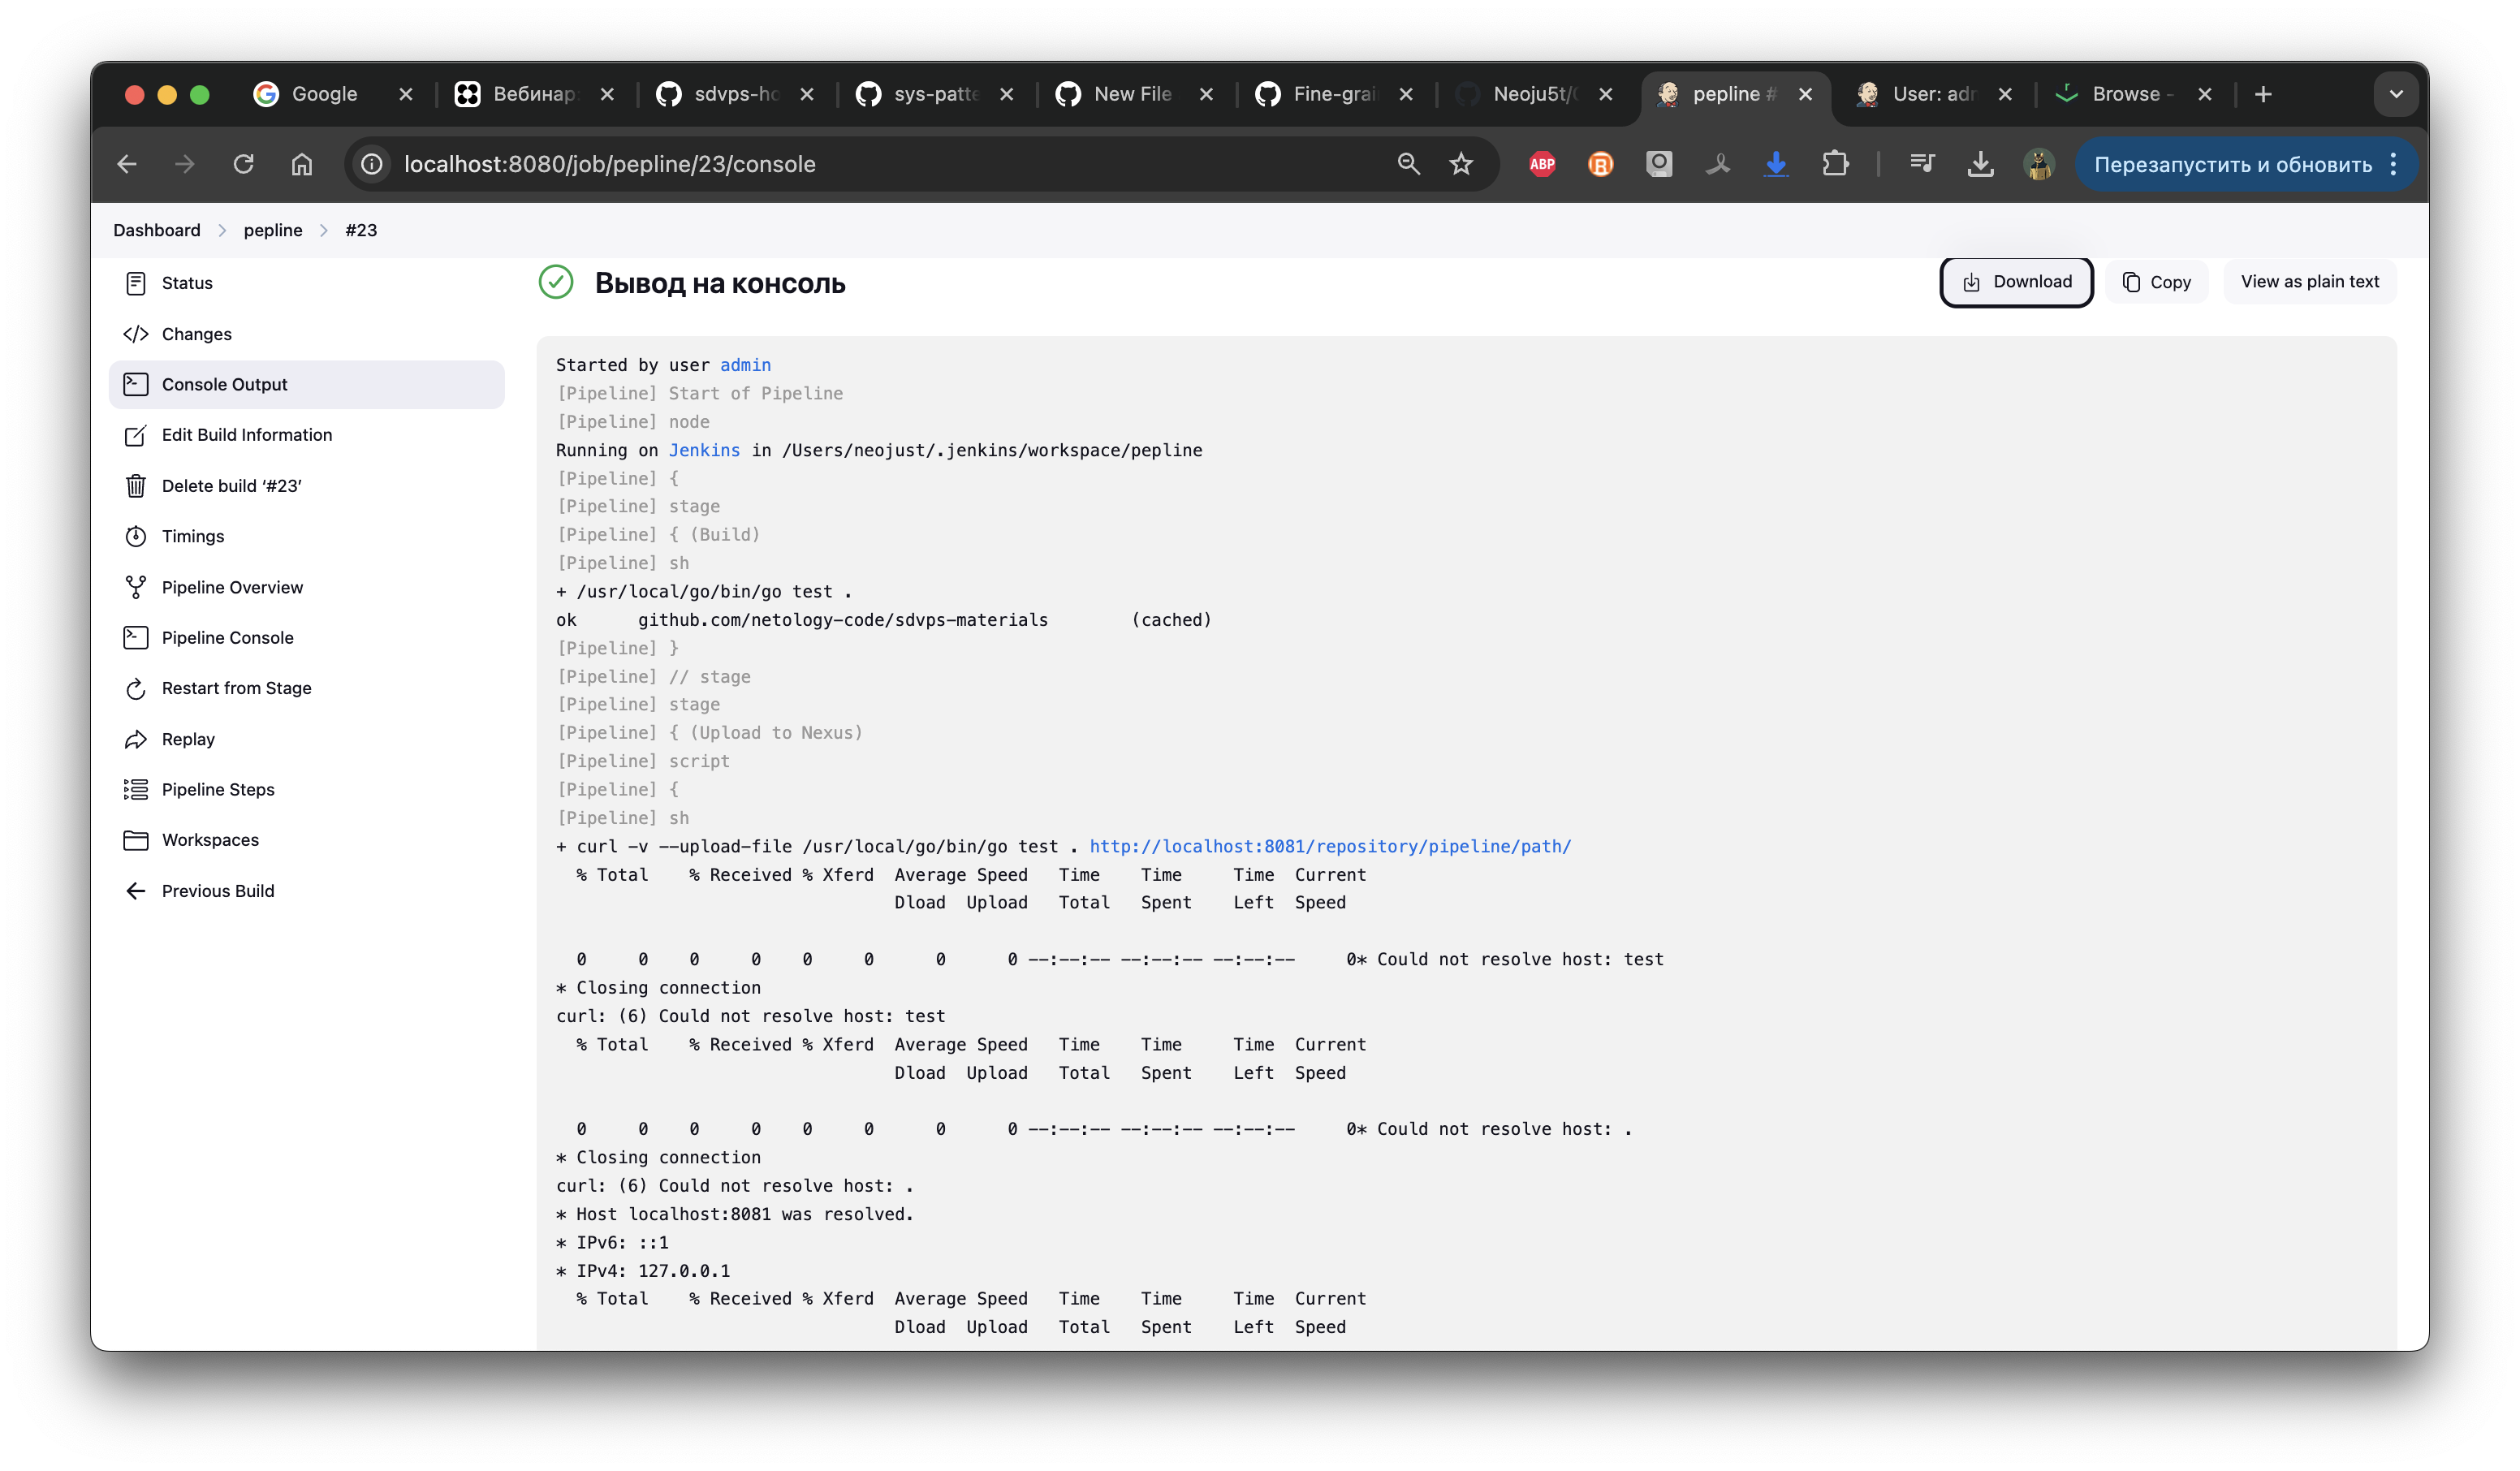 Google
Вебинар:
sdvps-ho
sys-patte
New File
Fine-grai
Neoju5t/
pepline #
User: adr
Browse -
localhost:8080/job/pepline/23/console
ABP
Перезапустить и обновить
Dashboard > pepline > #23
Status
Changes
Console Output
Edit Build Information
Delete build ‘#23’
Timings
Pipeline Overview
Pipeline Console
Restart from Stage
Replay
Pipeline Steps
Workspaces
Previous Build
Вывод на консоль
Download
Copy
View as plain text
Started by user admin
[Pipeline] Start of Pipeline
[Pipeline] node
Running on Jenkins in /Users/neojust/.jenkins/workspace/pepline
[Pipeline] {
[Pipeline] stage
[Pipeline] { (Build)
[Pipeline] sh
+ /usr/local/go/bin/go test .
ok      github.com/netology-code/sdvps-materials        (cached)
[Pipeline] }
[Pipeline] // stage
[Pipeline] stage
[Pipeline] { (Upload to Nexus)
[Pipeline] script
[Pipeline] {
[Pipeline] sh
+ curl -v --upload-file /usr/local/go/bin/go test . http://localhost:8081/repository/pipeline/path/
  % Total    % Received % Xferd  Average Speed   Time    Time     Time  Current
                                 Dload  Upload   Total   Spent    Left  Speed
  0     0    0     0    0     0      0      0 --:--:-- --:--:-- --:--:--     0* Could not resolve host: test
* Closing connection
curl: (6) Could not resolve host: test
  % Total    % Received % Xferd  Average Speed   Time    Time     Time  Current
                                 Dload  Upload   Total   Spent    Left  Speed
  0     0    0     0    0     0      0      0 --:--:-- --:--:-- --:--:--     0* Could not resolve host: .
* Closing connection
curl: (6) Could not resolve host: .
* Host localhost:8081 was resolved.
* IPv6: ::1
* IPv4: 127.0.0.1
  % Total    % Received % Xferd  Average Speed   Time    Time     Time  Current
                                 Dload  Upload   Total   Spent    Left  Speed